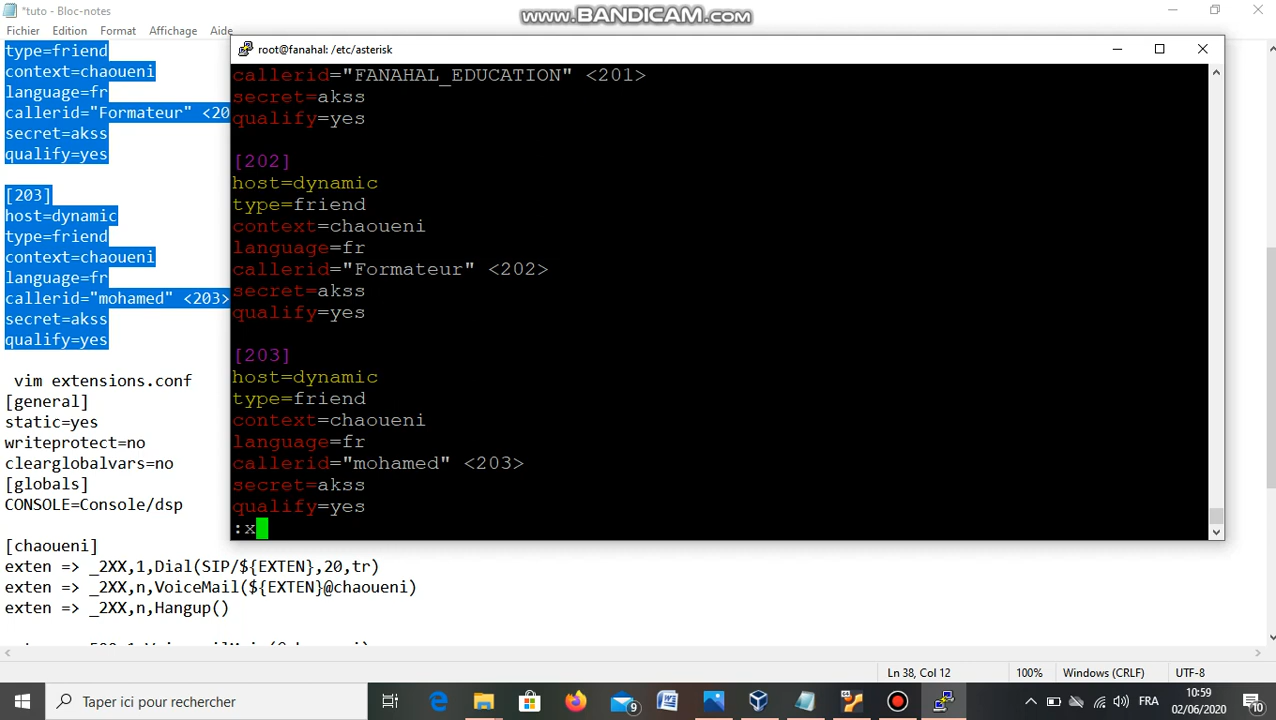 *tuto - Bloc-notes
www.BANDICAM.com
Fichier Edition Format Affichage Aide
type=friend
context=chaoueni
language=fr
callerid="Formateur" <20
secret=akss
qualify=yes
[203]
host=dynamic
type=friend
context=chaoueni
language=fr
callerid="mohamed" <203>
secret=akss
qualify=yes
vim extensions.conf
[general]
static=yes
writeprotect=no
clearglobalvars=no
[globals]
CONSOLE=Console/dsp
[chaoueni]
exten => _2XX,1,Dial(SIP/${EXTEN},20,tr)
exten => _2XX,n,VoiceMail(${EXTEN}@chaoueni)
exten => _2XX,n,Hangup()
root@fanahal: /etc/asterisk
callerid="FANAHAL_EDUCATION" <201>
secret=akss
qualify=yes
[202]
host=dynamic
type=friend
context=chaoueni
language=fr
callerid="Formateur" <202>
secret=akss
qualify=yes
[203]
host=dynamic
type=friend
context=chaoueni
language=fr
callerid="mohamed" <203>
secret=akss
qualify=yes
:x
Ln 38, Col 12 100% Windows (CRLF) UTF-8
Taper ici pour rechercher
9
FRA
10:59
02/06/2020
10